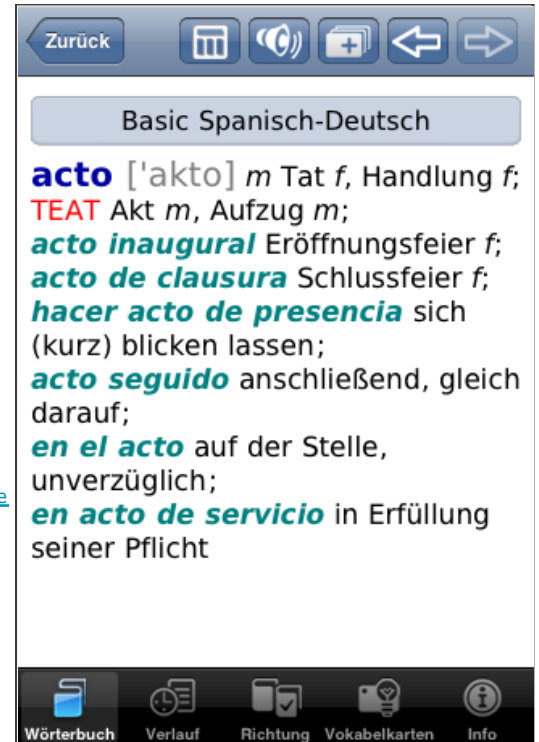 Zurück
Basic Spanisch-Deutsch
acto ['akto] m Tat f, Handlung f;
TEAT Akt m, Aufzug m;
acto inaugural Eröffnungsfeier f;
acto de clausura Schlussfeier f;
hacer acto de presencia sich
(kurz) blicken lassen;
acto seguido anschließend, gleich
darauf;
en el acto auf der Stelle,
unverzüglich;
e
en acto de servicio in Erfüllung
seiner Pflicht
Wörterbuch Verlauf Richtung Vokabelkarten Info